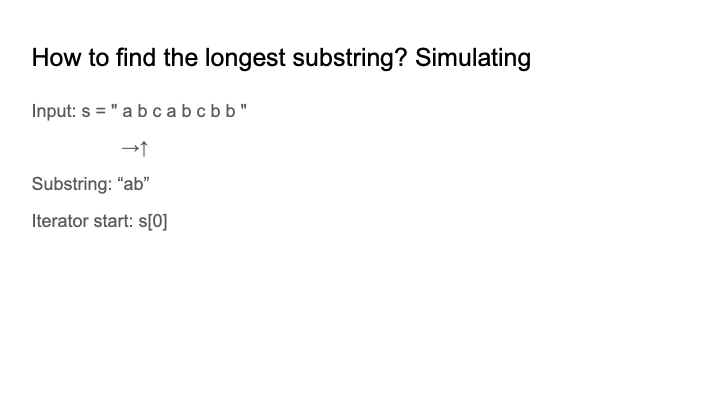 How to find the longest substring? Simulating
Input: s = " a b c a b c b b "
→↑
Substring: “ab”
Iterator start: s[0]